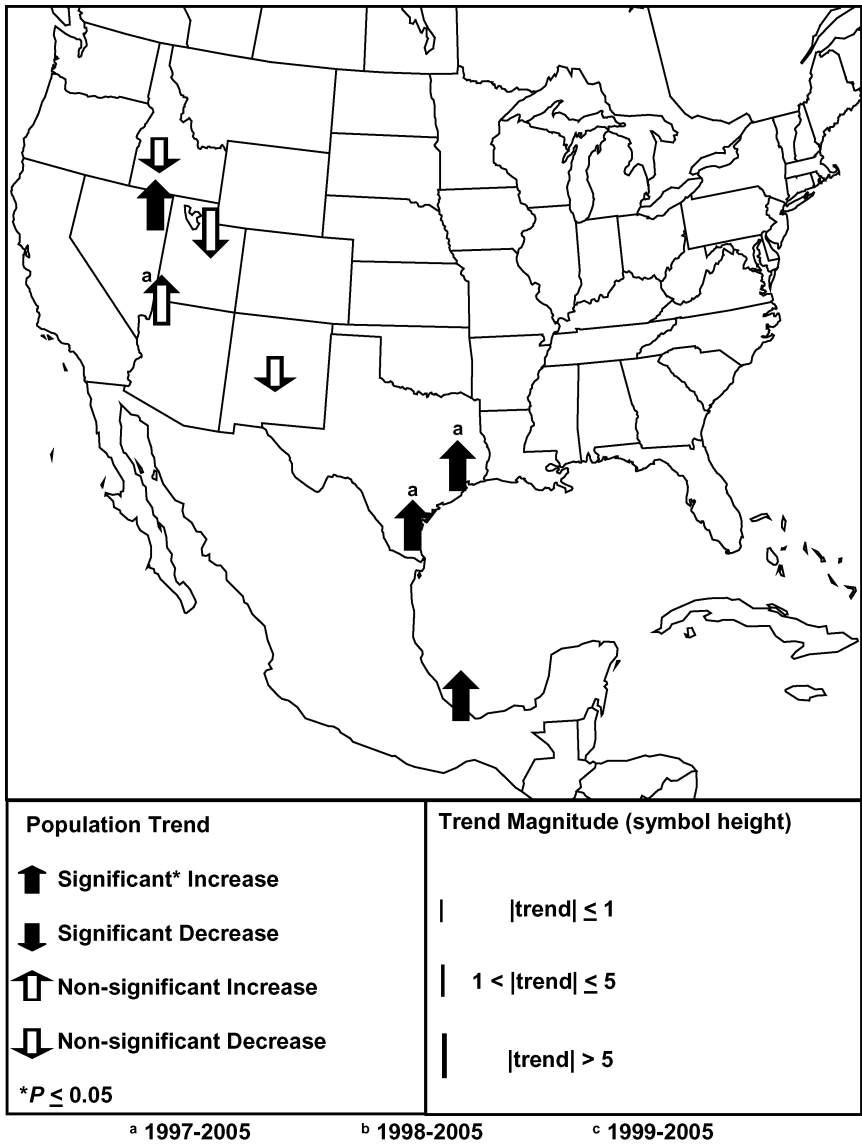 a
a
a
Population Trend
Significant* Increase
Significant Decrease
Non-significant Increase
Non-significant Decrease
*P ≤ 0.05
Trend Magnitude (symbol height)
|trend| ≤ 1
1 < |trend| ≤ 5
|trend| > 5
a 1997-2005 b 1998-2005 c 1999-2005